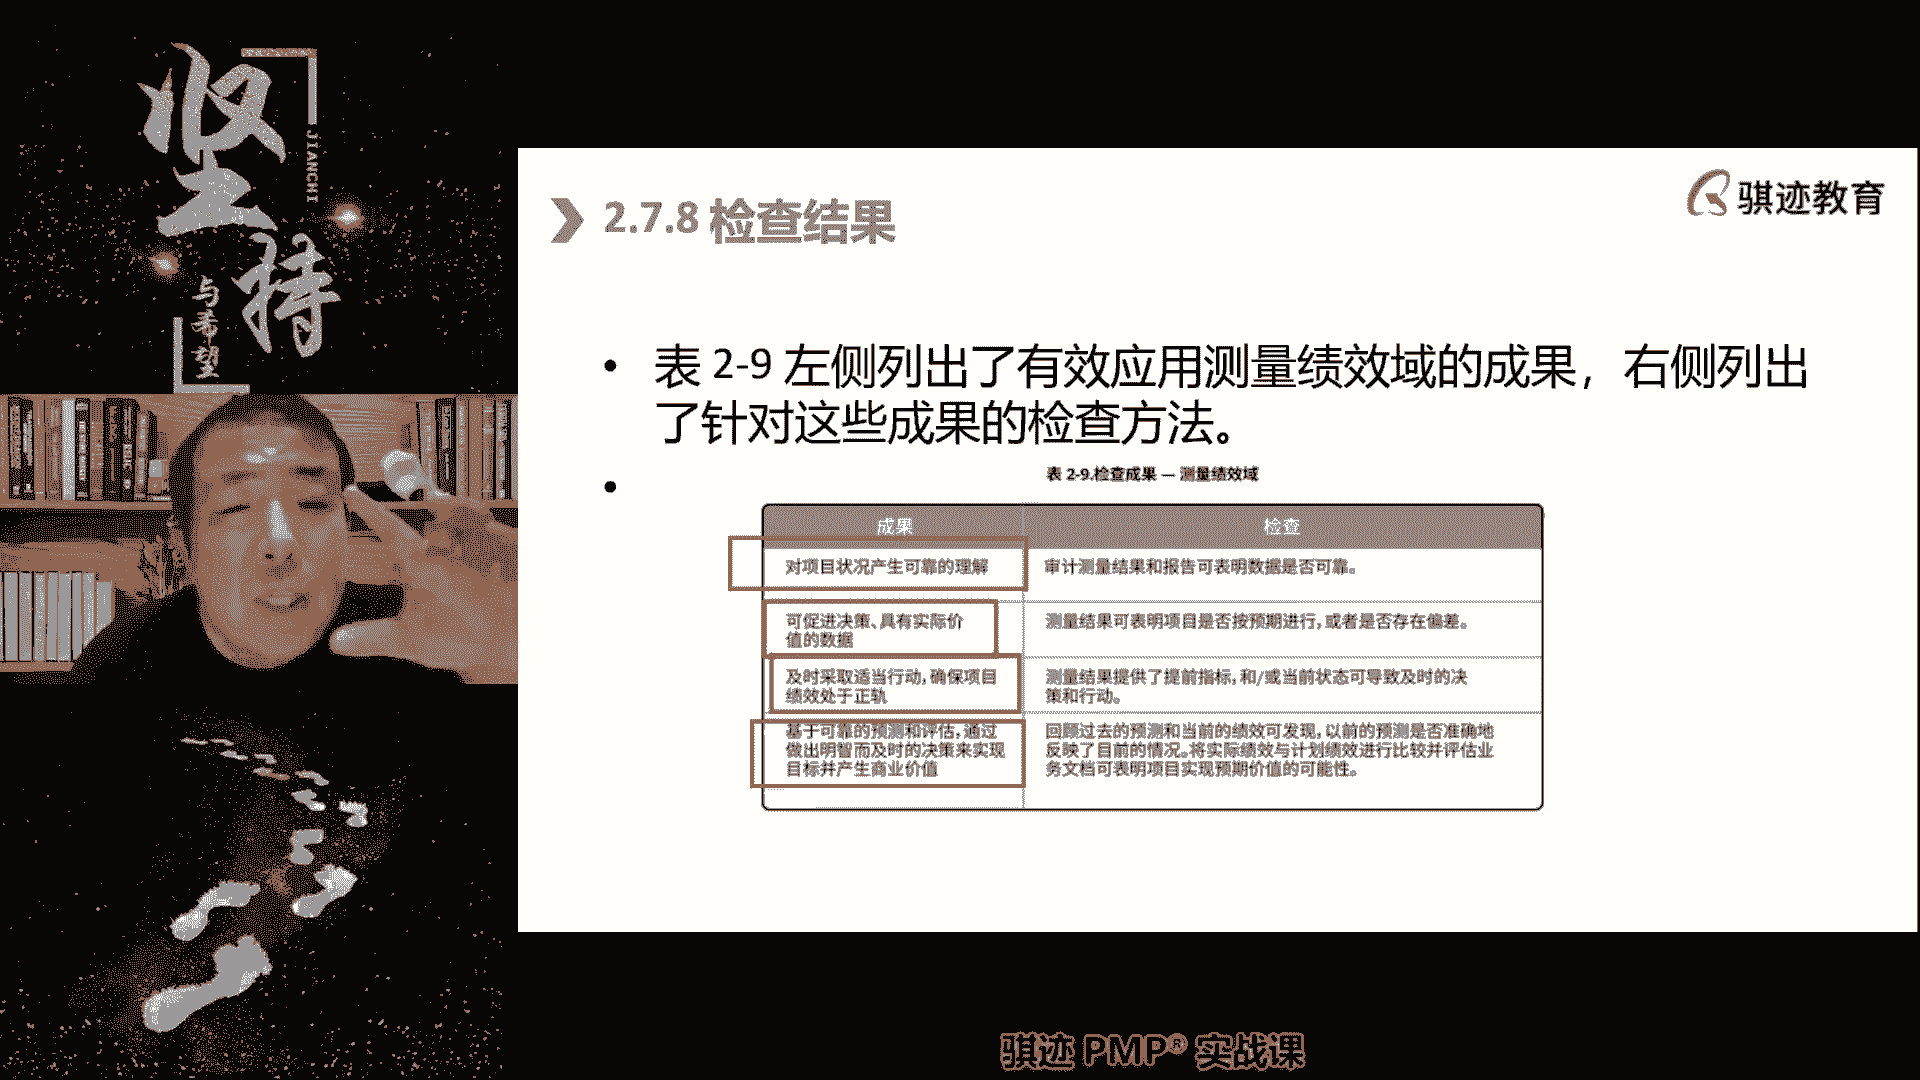 坚持
JIANCHI
与希望
骐迹教育
2.7.8 检查结果
• 表 2-9 左侧列出了有效应用测量绩效域的成果，右侧列出
了针对这些成果的检查方法。
•
表 2-9.检查成果 — 测量绩效域
成果
检查
对项目状况产生可靠的理解
审计测量结果和报告可表明数据是否可靠。
可促进决策、具有实际价
值的数据
测量结果可表明项目是否按预期进行，或者是否存在偏差。
及时采取适当行动，确保项目
绩效处于正轨
测量结果提供了提前指标，和/或当前状态可导致及时的决
策和行动。
基于可靠的预测和评估，通过
做出明智而及时的决策来实现
目标并产生商业价值
回顾过去的预测和当前的绩效可发现，以前的预测是否准确地
反映了目前的情况。将实际绩效与计划绩效进行比较并评估业
务文档可表明项目实现预期价值的可能性。
骐迹 PMP® 实战课